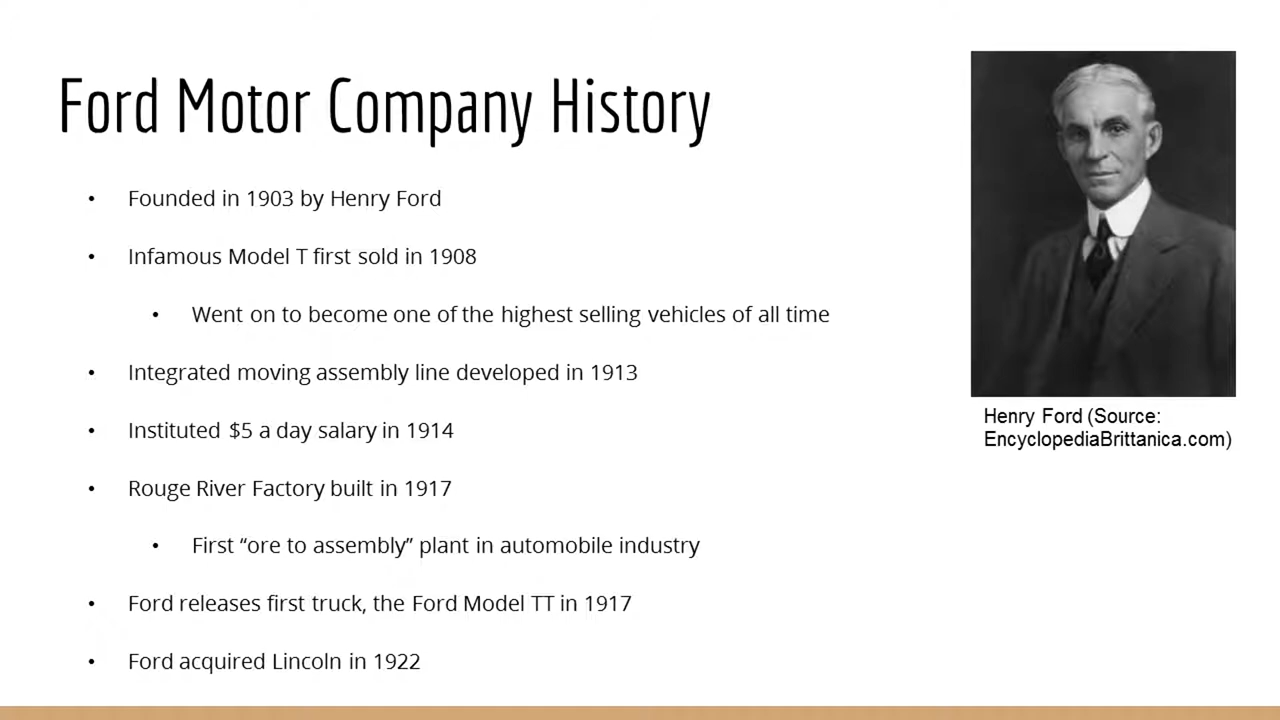 Ford Motor Company History
• Founded in 1903 by Henry Ford
• Infamous Model T first sold in 1908
• Went on to become one of the highest selling vehicles of all time
• Integrated moving assembly line developed in 1913
• Instituted $5 a day salary in 1914
• Rouge River Factory built in 1917
• First “ore to assembly” plant in automobile industry
• Ford releases first truck, the Ford Model TT in 1917
• Ford acquired Lincoln in 1922
Henry Ford (Source:
EncyclopediaBrittanica.com)